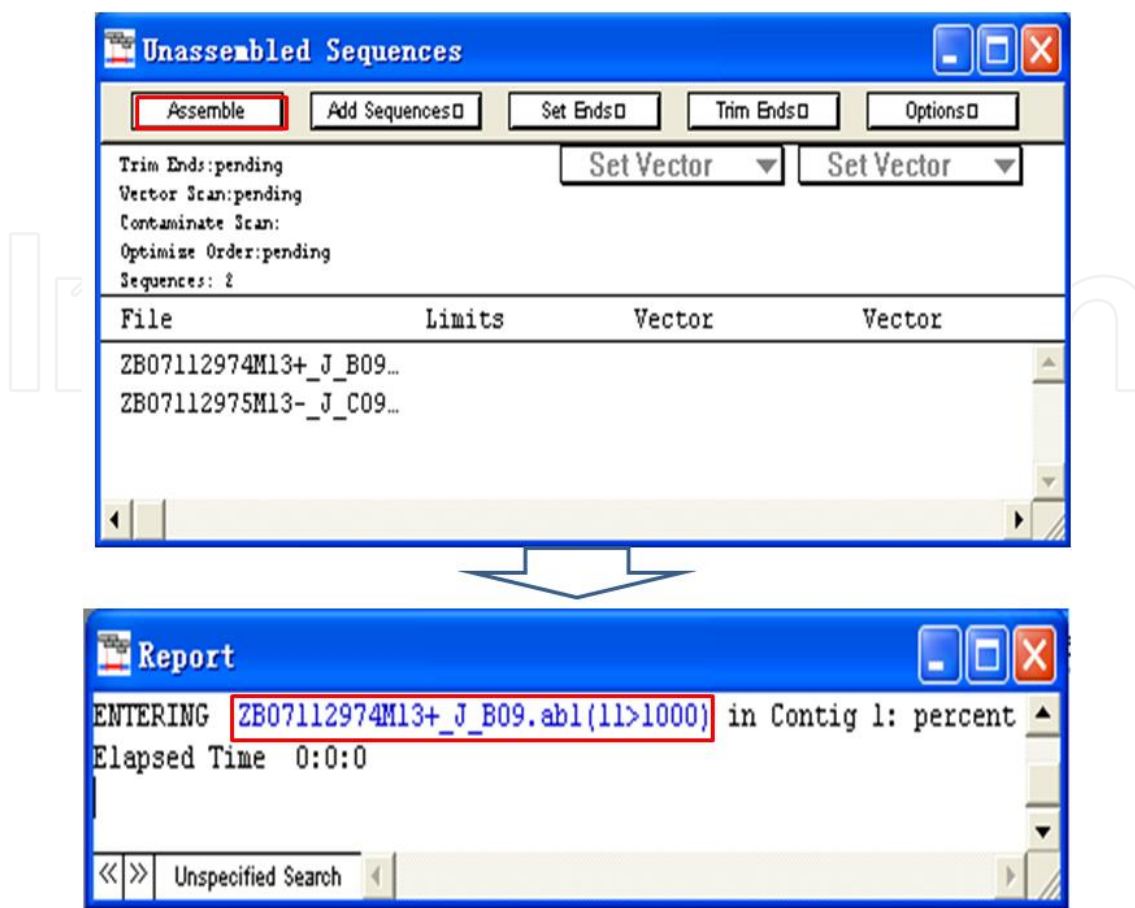 Unassembled Sequences
Assemble Add Sequences Set Ends Trim Ends Options
Trim Ends:pending Set Vector Set Vector
Vector Scan:pending
Contaminate Scan:
Optimize Order:pending
Sequences: 2
File Limits Vector Vector
ZB07112974M13+_J_B09…
ZB07112975M13-_J_C09…
Report
ENTERING ZB07112974M13+_J_B09.ab1(11>1000) in Contig 1: percent
Elapsed Time 0:0:0
Unspecified Search